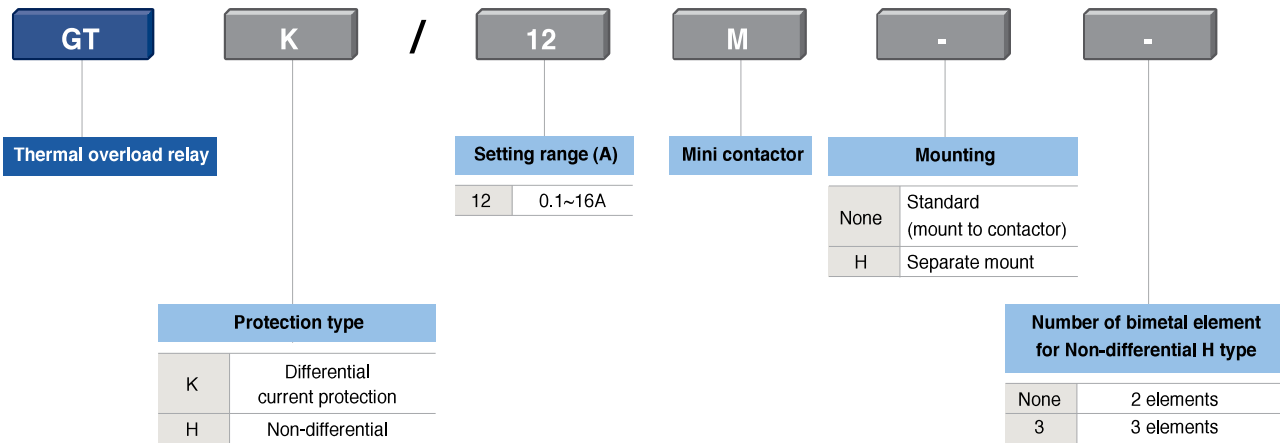 GT K / 12 M - -
Thermal overload relay
Setting range (A)
12 0.1~16A
Mini contactor
Mounting
None Standard
(mount to contactor)
H Separate mount
Protection type
K Differential
current protection
H Non-differential
Number of bimetal element
for Non-differential H type
None 2 elements
3 3 elements